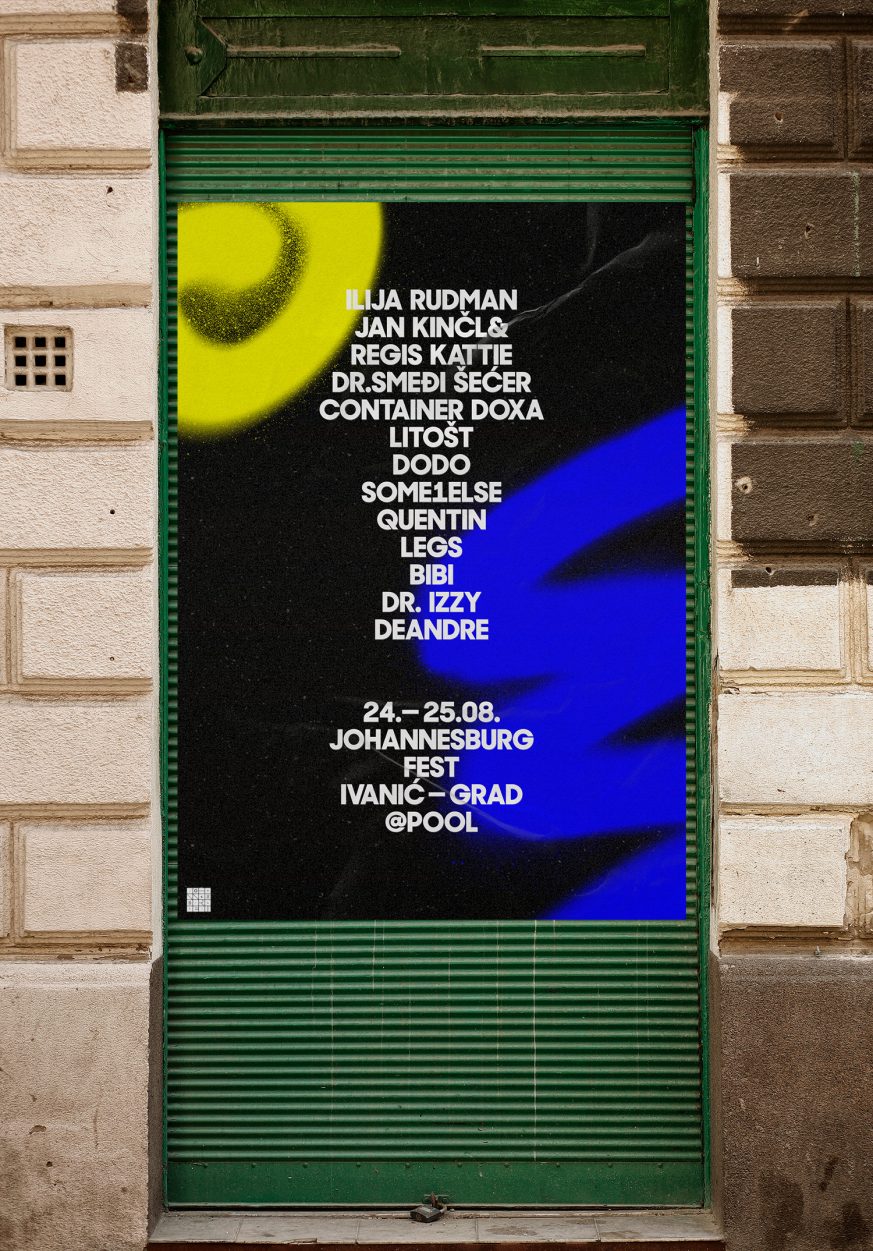 ILIJA RUDMAN
JAN KINČL&
REGIS KATTIE
DR.SMEĐI ŠEĆER
CONTAINER DOXA
LITOŠT
DODO
SOME1ELSE
QUENTIN
LEGS
BIBI
DR. IZZY
DEANDRE
24.—25.08.
JOHANNESBURG
FEST
IVANIĆ—GRAD
@POOL